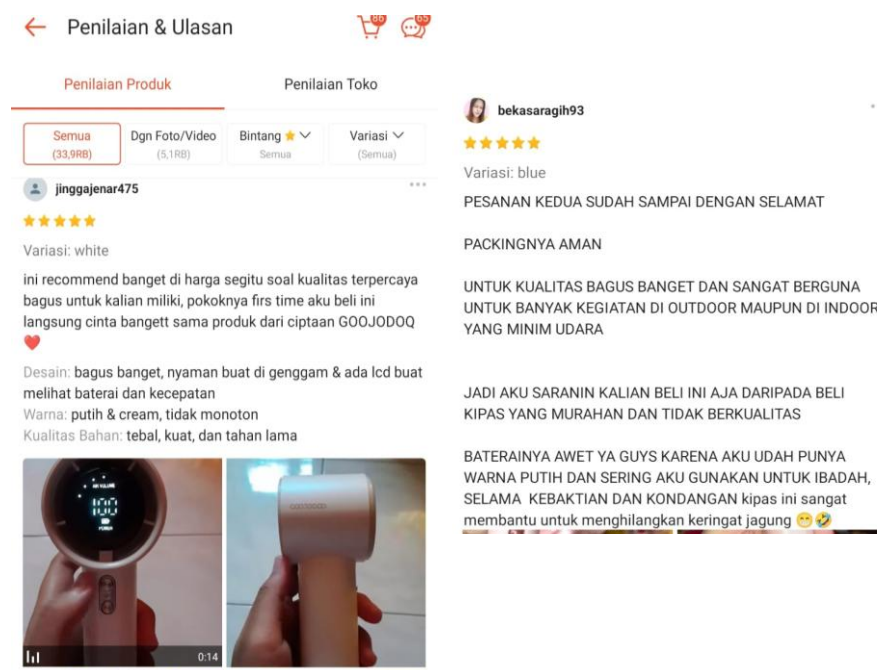 Penilaian & Ulasan
86
65
Penilaian Produk
Penilaian Toko
Semua
(33,9RB)
Dgn Foto/Video
(5,1RB)
Bintang
Semua
Variasi
(Semua)
jinggajenar475
Variasi: white
ini recommend banget di harga segitu soal kualitas terpercaya
bagus untuk kalian miliki, pokoknya firs time aku beli ini
langsung cinta bangett sama produk dari ciptaan GOOJODOQ
❤️
Desain: bagus banget, nyaman buat di genggam & ada lcd buat
melihat baterai dan kecepatan
Warna: putih & cream, tidak monoton
Kualitas Bahan: tebal, kuat, dan tahan lama
AIR VOLUME
100
POWER
0:14
GOOJODOQ
bekasaragih93
Variasi: blue
PESANAN KEDUA SUDAH SAMPAI DENGAN SELAMAT
PACKINGNYA AMAN
UNTUK KUALITAS BAGUS BANGET DAN SANGAT BERGUNA
UNTUK BANYAK KEGIATAN DI OUTDOOR MAUPUN DI INDOOR
YANG MINIM UDARA
JADI AKU SARANIN KALIAN BELI INI AJA DARIPADA BELI
KIPAS YANG MURAHAN DAN TIDAK BERKUALITAS
BATERAINYA AWET YA GUYS KARENA AKU UDAH PUNYA
WARNA PUTIH DAN SERING AKU GUNAKAN UNTUK IBADAH,
SELAMA KEBAKTIAN DAN KONDANGAN kipas ini sangat
membantu untuk menghilangkan keringat jagung 😁🤣